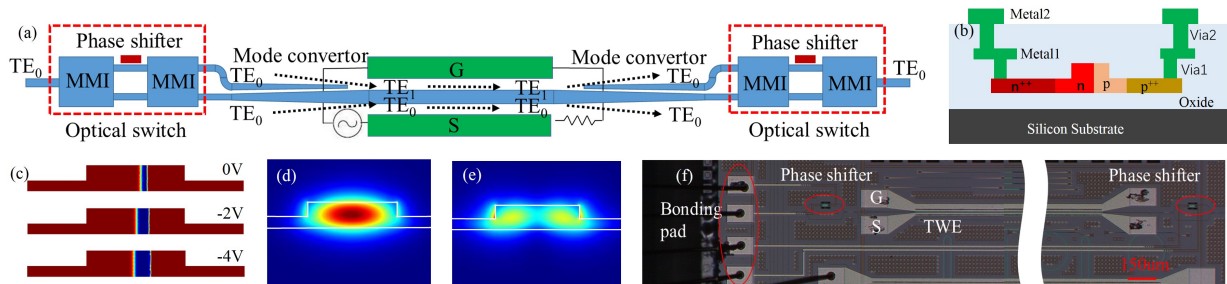 (a)
Phase shifter
TE0
MMI
MMI
Optical switch
Mode convertor
TE0
TE0
G
TE1
TE1
TE0
TE0
S
Mode convertor
TE0
TE0
Phase shifter
MMI
MMI
TE0
Optical switch
(b)
Metal2
Via2
Metal1
Via1
n++
n
p
p++
Oxide
Silicon Substrate
(c)
0V
-2V
-4V
(d)
(e)
(f)
Phase shifter
Phase shifter
Bonding
pad
G
S
TWE
150um